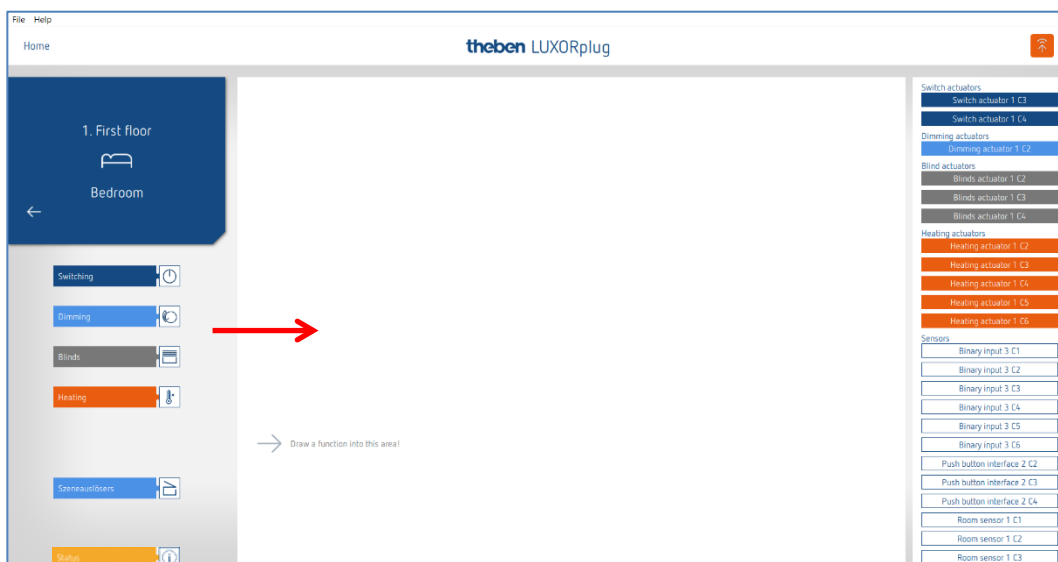 File Help
Home
theben LUXORplug
1. First floor
Bedroom
Switching
Dimming
Blinds
Heating
Szeneauslösers
Status
Draw a function into this area!
Switch actuators
Switch actuator 1 C3
Switch actuator 1 C4
Dimming actuators
Dimming actuator 1 C2
Blind actuators
Blinds actuator 1 C2
Blinds actuator 1 C3
Blinds actuator 1 C4
Heating actuators
Heating actuator 1 C2
Heating actuator 1 C3
Heating actuator 1 C4
Heating actuator 1 C5
Heating actuator 1 C6
Sensors
Binary input 3 C1
Binary input 3 C2
Binary input 3 C3
Binary input 3 C4
Binary input 3 C5
Binary input 3 C6
Push button interface 2 C2
Push button interface 2 C3
Push button interface 2 C4
Room sensor 1 C1
Room sensor 1 C2
Room sensor 1 C3